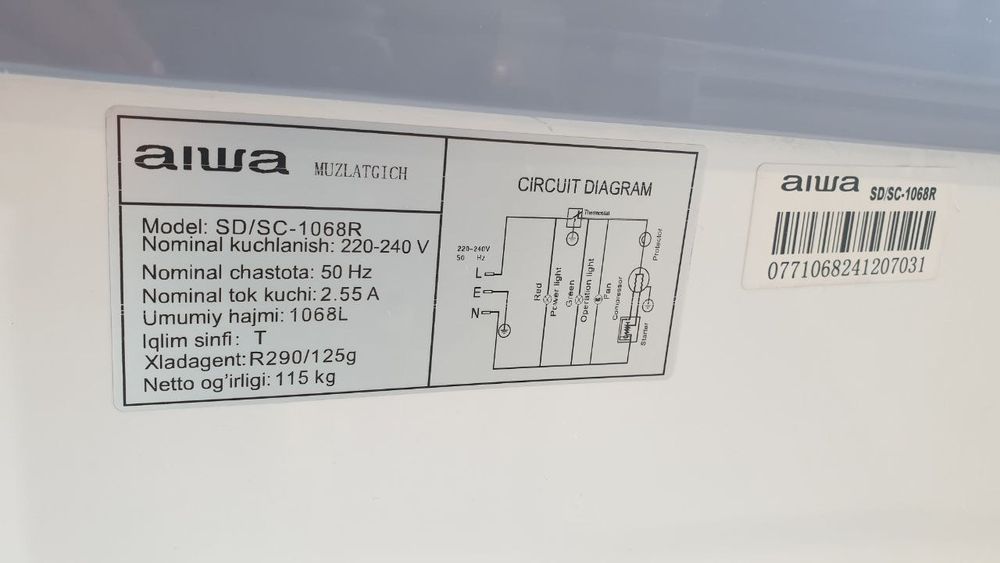 aiwa MUZLATGICH
Model: SD/SC-1068R
Nominal kuchlanish: 220-240 V
Nominal chastota: 50 Hz
Nominal tok kuchi: 2.55 A
Umumiy hajmi: 1068L
Iqlim sinfi: T
Xladagent: R290/125g
Netto og'irligi: 115 kg
CIRCUIT DIAGRAM
Thermostat
220-240V
50 Hz
L
E
N
Red
Power light
Green
Operation light
Fan
Compressor
Protector
Starter
aiwa SD/SC-1068R
0771068241207031